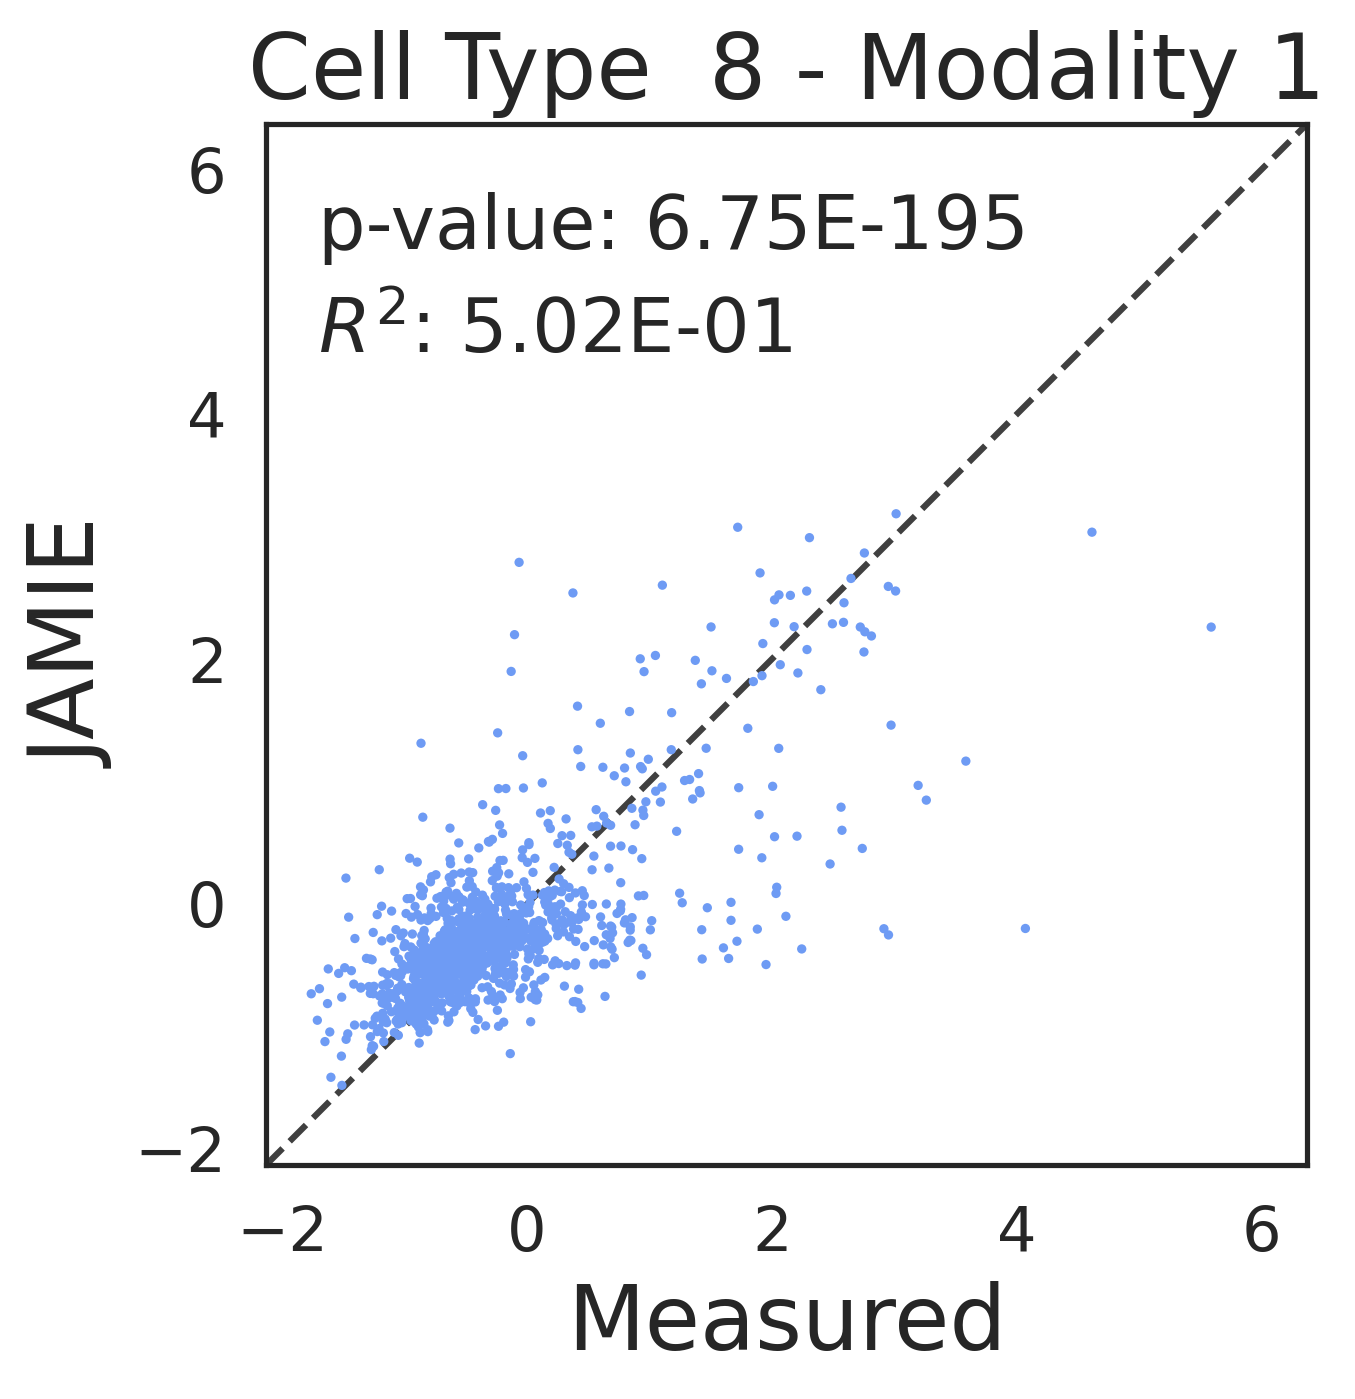 Cell Type  8 - Modality 1
p-value: 6.75E-195
R²: 5.02E-01
6
4
2
0
−2
JAMIE
−2 0 2 4 6
Measured